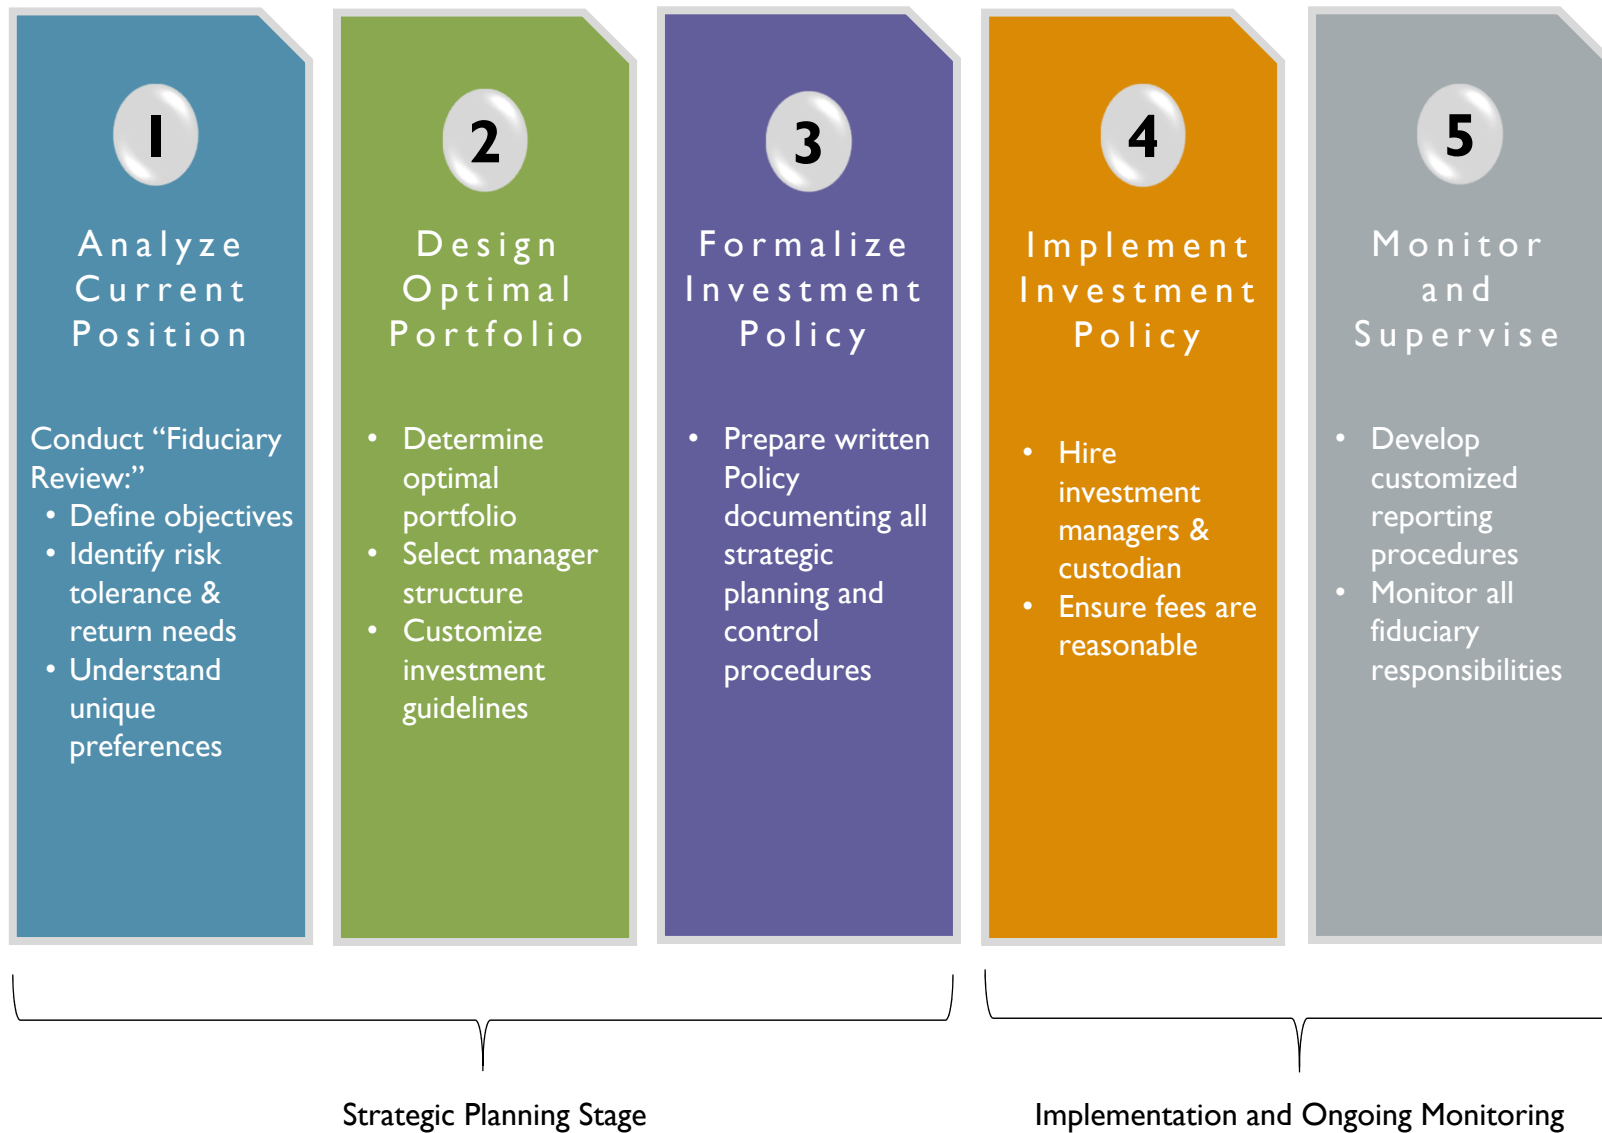 1
Analyze
Current
Position
Conduct “Fiduciary
Review:”
• Define objectives
• Identify risk
tolerance &
return needs
• Understand
unique
preferences
2
Design
Optimal
Portfolio
• Determine
optimal
portfolio
• Select manager
structure
• Customize
investment
guidelines
3
Formalize
Investment
Policy
• Prepare written
Policy
documenting all
strategic
planning and
control
procedures
4
Implement
Investment
Policy
• Hire
investment
managers &
custodian
• Ensure fees are
reasonable
5
Monitor
and
Supervise
• Develop
customized
reporting
procedures
• Monitor all
fiduciary
responsibilities
Strategic Planning Stage
Implementation and Ongoing Monitoring